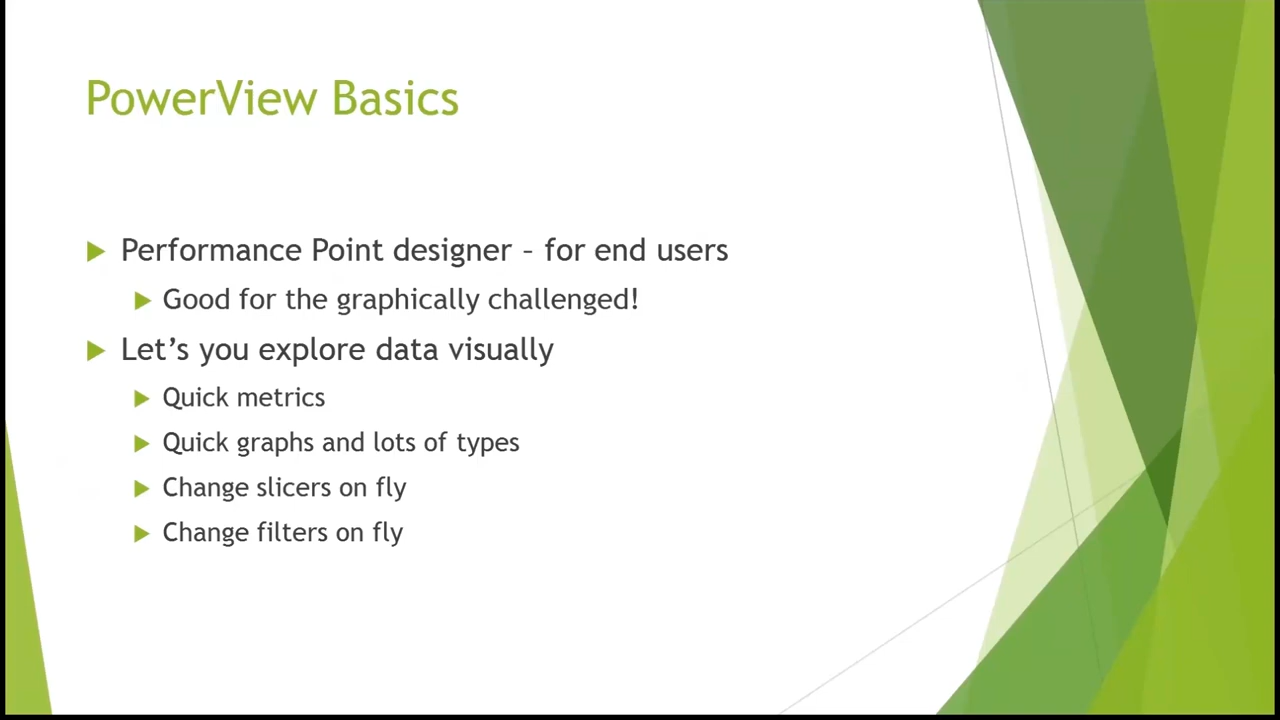 PowerView Basics
Performance Point designer – for end users
Good for the graphically challenged!
Let’s you explore data visually
Quick metrics
Quick graphs and lots of types
Change slicers on fly
Change filters on fly